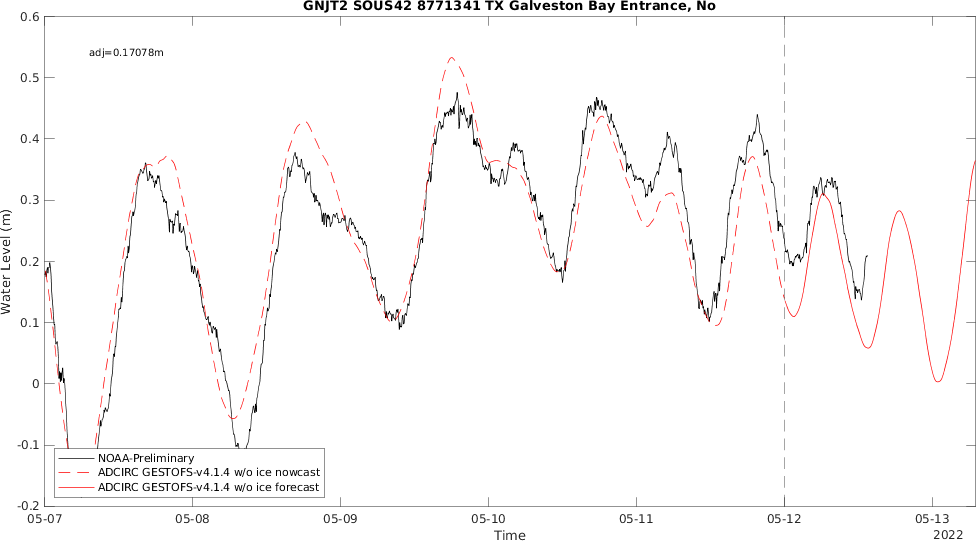 GNJT2 SOUS42 8771341 TX Galveston Bay Entrance, No
adj=0.17078m
0.6
0.5
0.4
0.3
0.2
0.1
0
-0.1
-0.2
Water Level (m)
NOAA-Preliminary
ADCIRC GESTOFS-v4.1.4 w/o ice nowcast
ADCIRC GESTOFS-v4.1.4 w/o ice forecast
05-07 05-08 05-09 05-10 05-11 05-12 05-13
Time
2022